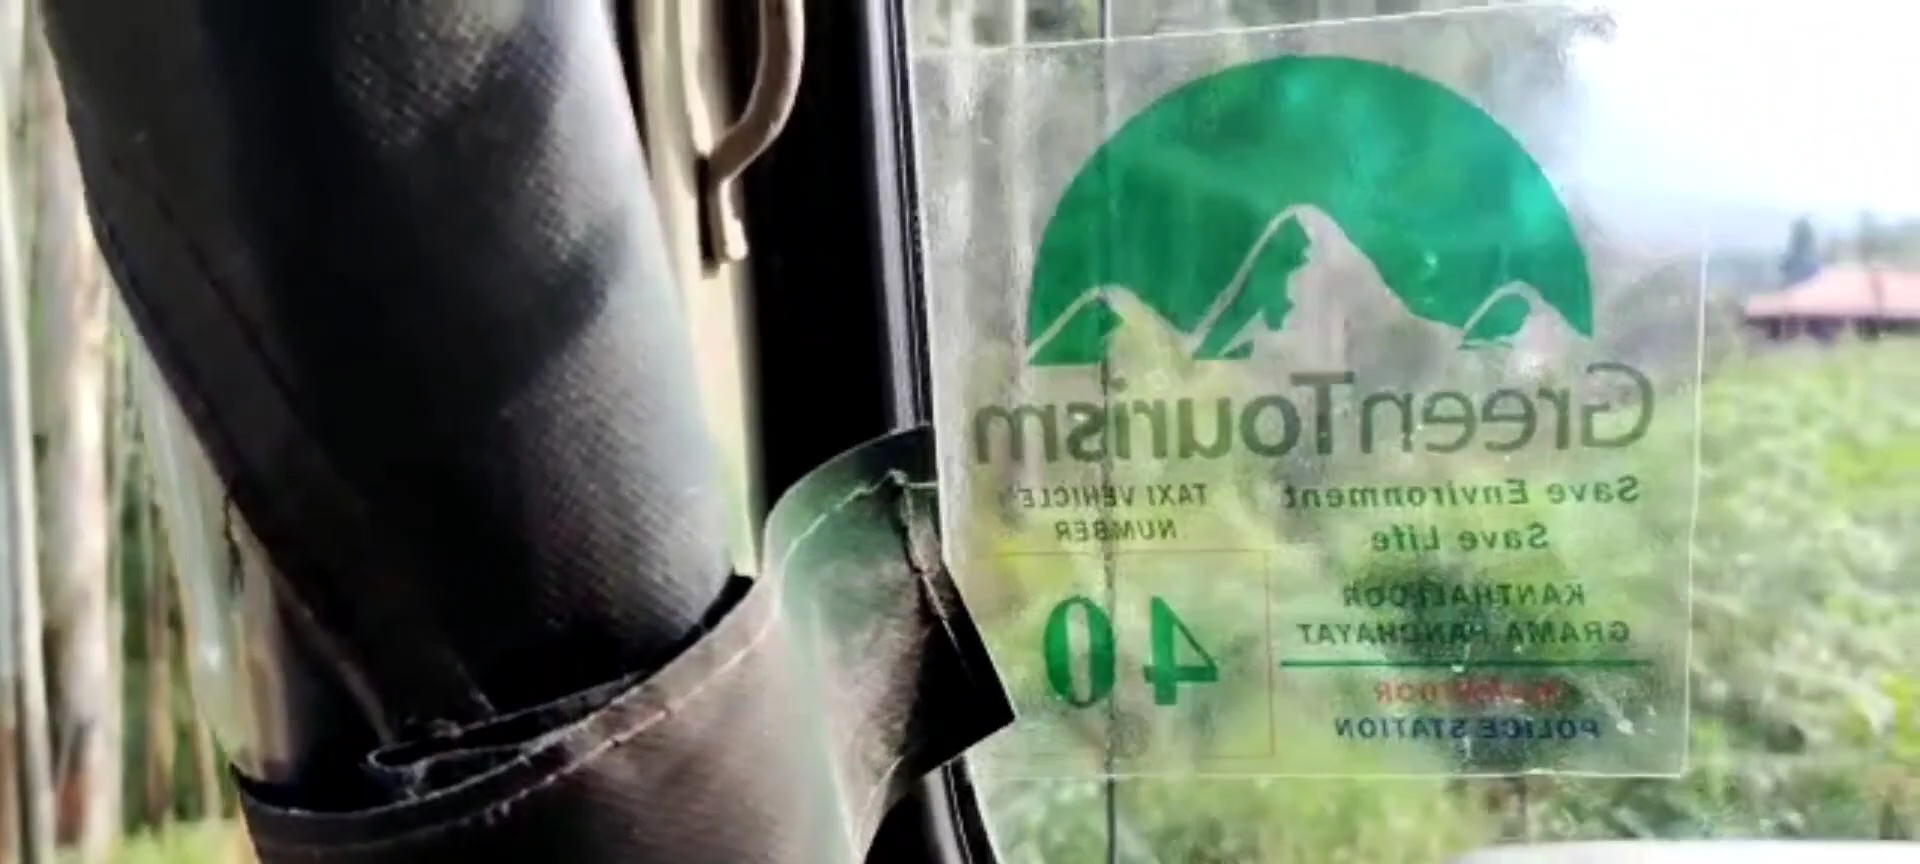 GreenTourism
Save Environment
Save Life
TAXI VEHICLE
NUMBER
40
KANTHALLOOR
GRAMA PANCHAYAT
POLICE STATION